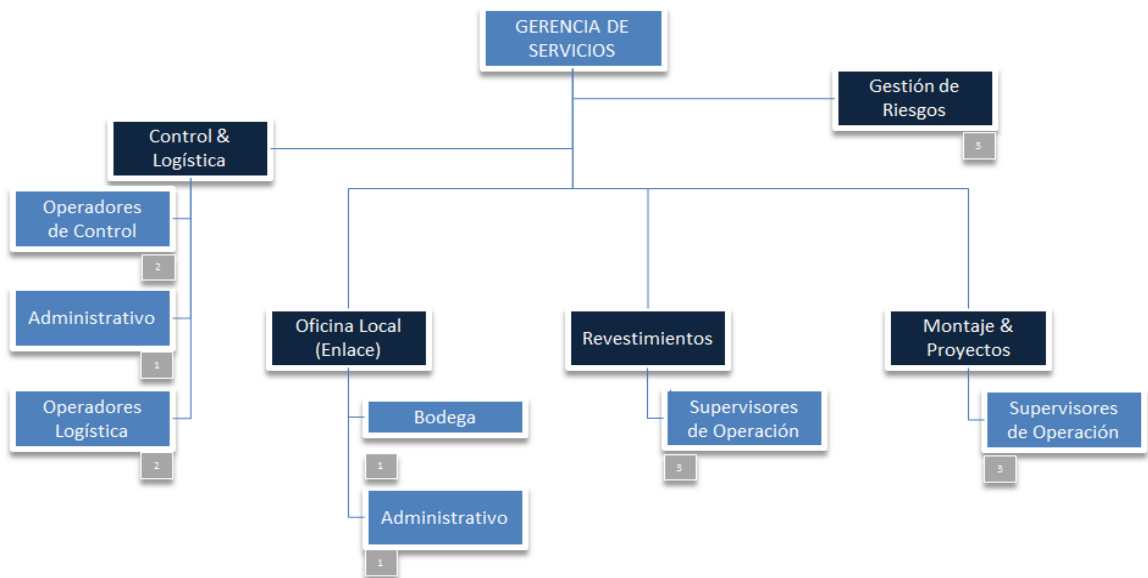 GERENCIA DE
SERVICIOS
Gestión de
Riesgos
3
Control &
Logística
Operadores
de Control
2
Administrativo
1
Operadores
Logística
2
Oficina Local
(Enlace)
Bodega
1
Administrativo
1
Revestimientos
Supervisores
de Operación
3
Montaje &
Proyectos
Supervisores
de Operación
3